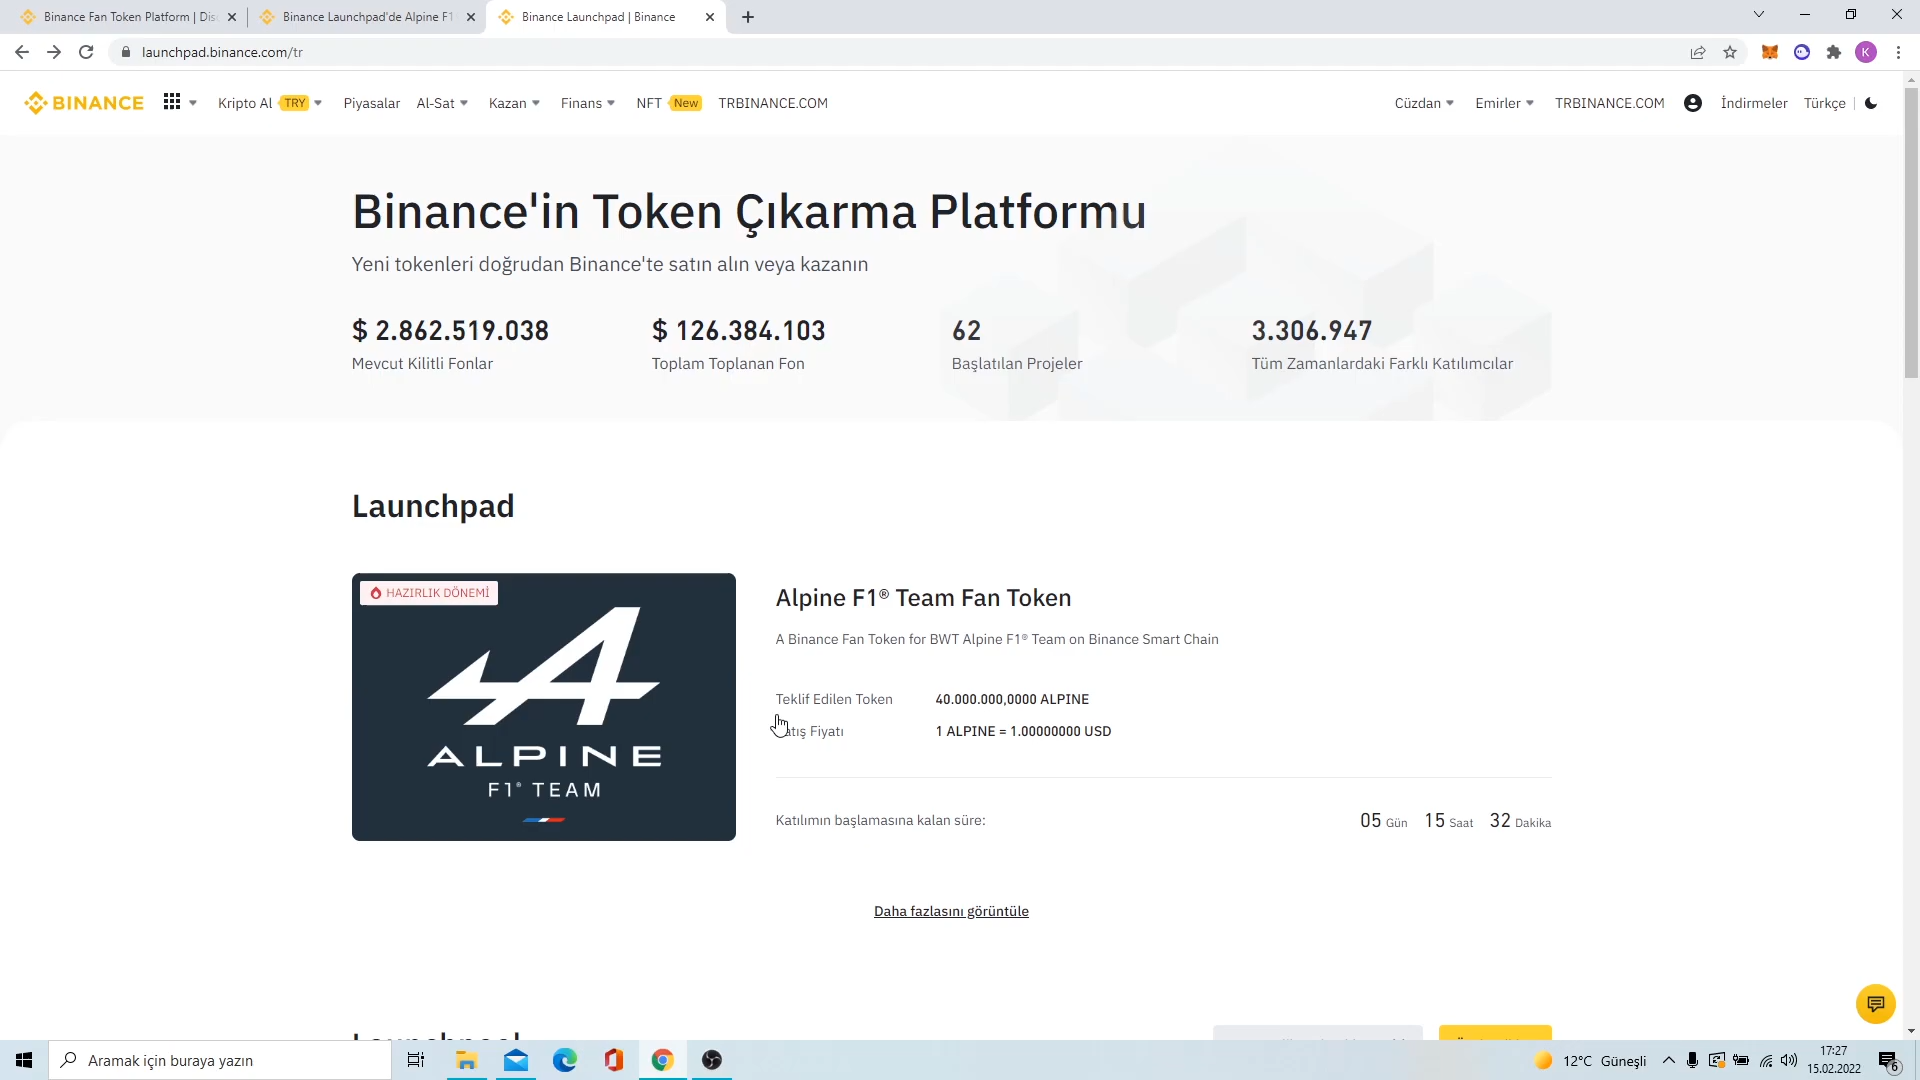 Binance Fan Token Platform | Dis
Binance Launchpad'de Alpine F1
Binance Launchpad | Binance
launchpad.binance.com/tr
K
BINANCE
Kripto Al TRY
Piyasalar
Al-Sat
Kazan
Finans
NFT New
TRBINANCE.COM
Cüzdan
Emirler
TRBINANCE.COM
İndirmeler
Türkçe
Binance'in Token Çıkarma Platformu
Yeni tokenleri doğrudan Binance'te satın alın veya kazanın
$ 2.862.519.038
$ 126.384.103
62
3.306.947
Mevcut Kilitli Fonlar
Toplam Toplanan Fon
Başlatılan Projeler
Tüm Zamanlardaki Farklı Katılımcılar
Launchpad
HAZIRLIK DÖNEMİ
ALPINE
F1® TEAM
Alpine F1® Team Fan Token
A Binance Fan Token for BWT Alpine F1® Team on Binance Smart Chain
Teklif Edilen Token
40.000.000,0000 ALPINE
Satış Fiyatı
1 ALPINE = 1.00000000 USD
Katılımın başlamasına kalan süre:
05 Gün 15 Saat 32 Dakika
Daha fazlasını görüntüle
Launchpool
Aramak için buraya yazın
12°C Güneşli
17:27
15.02.2022
6